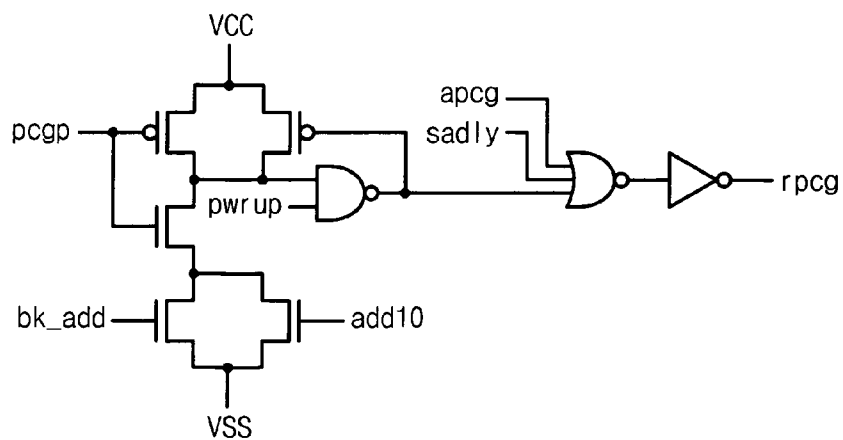 VCC
apcg
pcgp
sadly
rpcg
pwrup
bk_add
add10
VSS